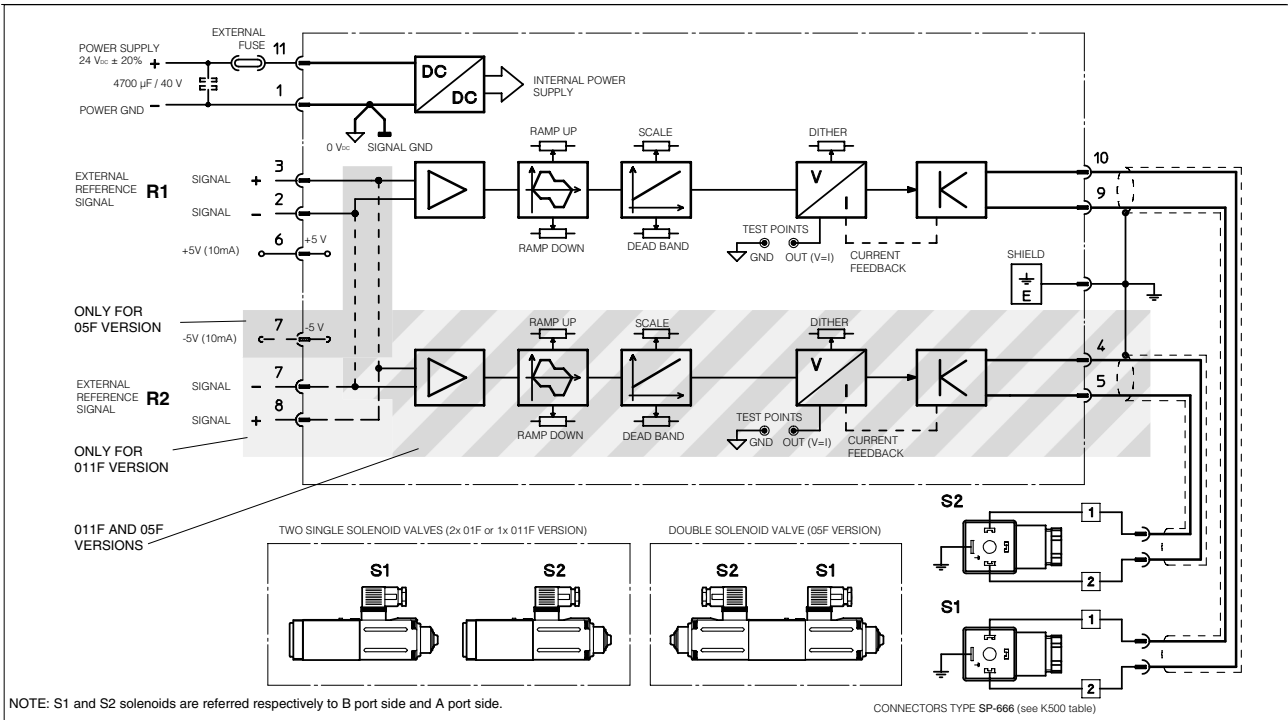 POWER SUPPLY
24 VDC ± 20%
+
4700 µF / 40 V
POWER GND
-
EXTERNAL
FUSE
11
1
DC
DC
INTERNAL POWER
SUPPLY
0 VDC
SIGNAL GND
EXTERNAL
REFERENCE
SIGNAL
R1
SIGNAL + 3
SIGNAL - 2
+5V (10mA)
6
+5 V
RAMP UP
RAMP DOWN
SCALE
DEAD BAND
DITHER
V
I
TEST POINTS
GND OUT (V=I)
CURRENT
FEEDBACK
10
9
SHIELD
E
ONLY FOR
05F VERSION
7
-5V (10mA)
-5 V
EXTERNAL
REFERENCE
SIGNAL
R2
SIGNAL - 7
SIGNAL + 8
RAMP UP
RAMP DOWN
SCALE
DEAD BAND
DITHER
V
I
TEST POINTS
GND OUT (V=I)
CURRENT
FEEDBACK
4
5
ONLY FOR
011F VERSION
011F AND 05F
VERSIONS
TWO SINGLE SOLENOID VALVES (2x 01F or 1x 011F VERSION)
S1
S2
DOUBLE SOLENOID VALVE (05F VERSION)
S2
S1
S2
1
2
S1
1
2
NOTE: S1 and S2 solenoids are referred respectively to B port side and A port side.
CONNECTORS TYPE SP-666 (see K500 table)